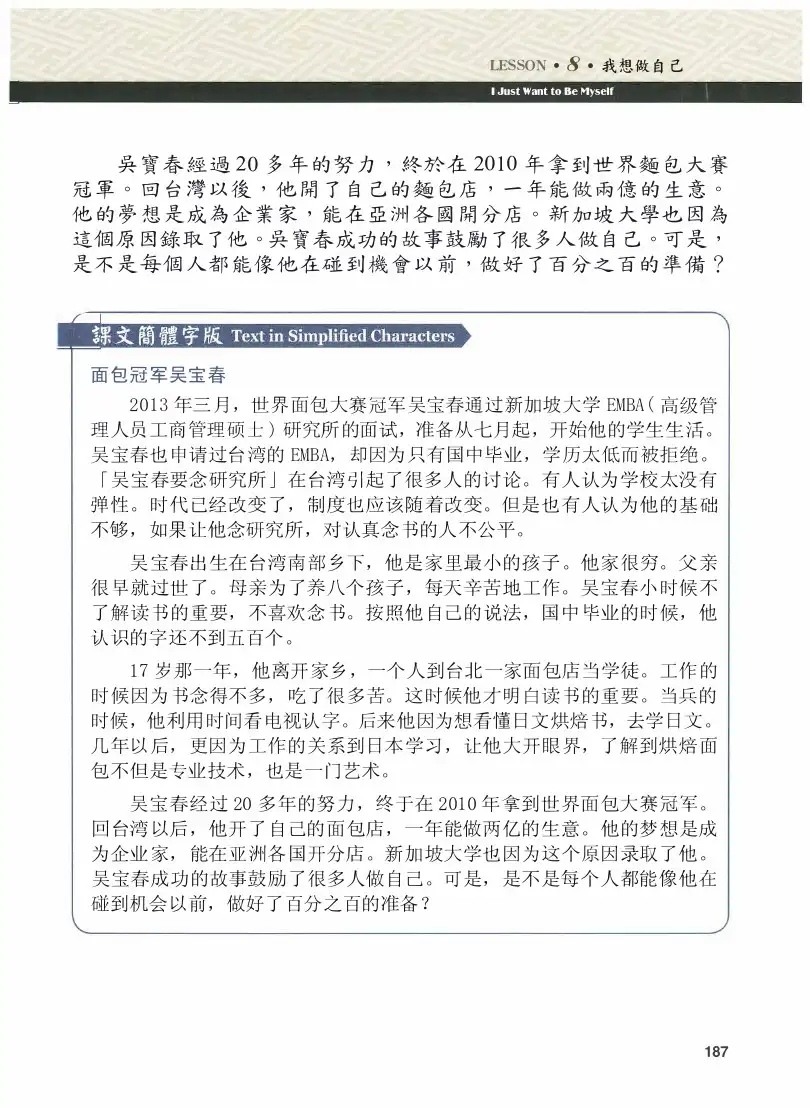 LESSON • 8 • 我想做自己
I Just Want to Be Myself
吳寶春經過 20 多年的努力，終於在 2010 年拿到世界麵包大賽
冠軍。回台灣以後，他開了自己的麵包店，一年能做兩億的生意。
他的夢想是成為企業家，能在亞洲各國開分店。新加坡大學也因為
這個原因錄取了他。吳寶春成功的故事鼓勵了很多人做自己。可是，
是不是每個人都能像他在碰到機會以前，做好了百分之百的準備？
課文簡體字版 Text in Simplified Characters
面包冠军吴宝春
2013 年三月，世界面包大赛冠军吴宝春通过新加坡大学 EMBA（高级管
理人员工商管理硕士）研究所的面试，准备从七月起，开始他的学生生活。
吴宝春也申请过台湾的 EMBA，却因为只有国中毕业，学历太低而被拒绝。
「吴宝春要念研究所」在台湾引起了很多人的讨论。有人认为学校太没有
弹性。时代已经改变了，制度也应该随着改变。但是也有人认为他的基础
不够，如果让他念研究所，对认真念书的人不公平。
吴宝春出生在台湾南部乡下，他是家里最小的孩子。他家很穷。父亲
很早就过世了。母亲为了养八个孩子，每天辛苦地工作。吴宝春小时候不
了解读书的重要，不喜欢念书。按照他自己的说法，国中毕业的时候，他
认识的字还不到五百个。
17 岁那一年，他离开家乡，一个人到台北一家面包店当学徒。工作的
时候因为书念得不多，吃了很多苦。这时候他才明白读书的重要。当兵的
时候，他利用时间看电视认字。后来他因为想看懂日文烘焙书，去学日文。
几年以后，更因为工作的关系到日本学习，让他大开眼界，了解到烘焙面
包不但是专业技术，也是一门艺术。
吴宝春经过 20 多年的努力，终于在 2010 年拿到世界面包大赛冠军。
回台湾以后，他开了自己的面包店，一年能做两亿的生意。他的梦想是成
为企业家，能在亚洲各国开分店。新加坡大学也因为这个原因录取了他。
吴宝春成功的故事鼓励了很多人做自己。可是，是不是每个人都能像他在
碰到机会以前，做好了百分之百的准备？
187